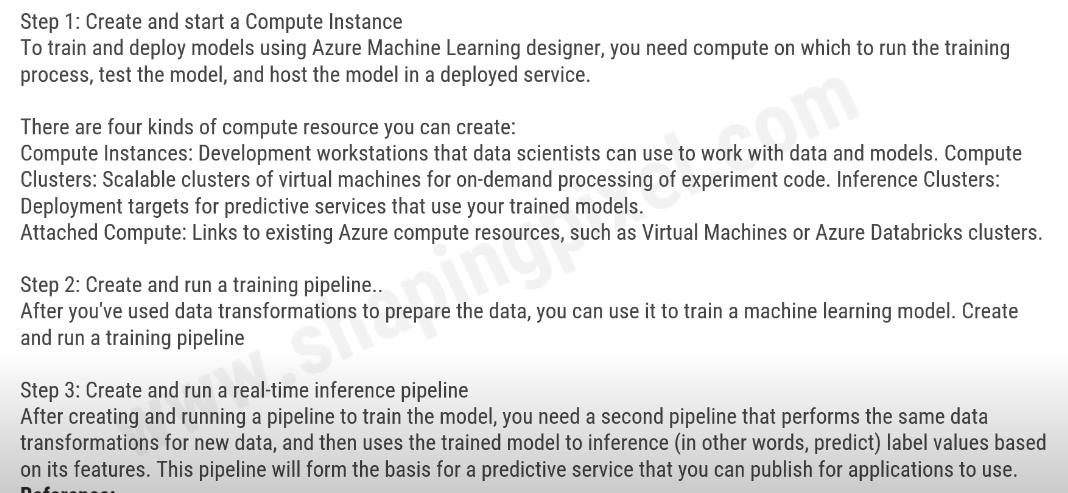 Step 1: Create and start a Compute Instance
To train and deploy models using Azure Machine Learning designer, you need compute on which to run the training
process, test the model, and host the model in a deployed service.
There are four kinds of compute resource you can create:
Compute Instances: Development workstations that data scientists can use to work with data and models. Compute
Clusters: Scalable clusters of virtual machines for on-demand processing of experiment code. Inference Clusters:
Deployment targets for predictive services that use your trained models.
Attached Compute: Links to existing Azure compute resources, such as Virtual Machines or Azure Databricks clusters.
Step 2: Create and run a training pipeline..
After you've used data transformations to prepare the data, you can use it to train a machine learning model. Create
and run a training pipeline
Step 3: Create and run a real-time inference pipeline
After creating and running a pipeline to train the model, you need a second pipeline that performs the same data
transformations for new data, and then uses the trained model to inference (in other words, predict) label values based
on its features. This pipeline will form the basis for a predictive service that you can publish for applications to use.
Reference:
www.shapingpixel.com